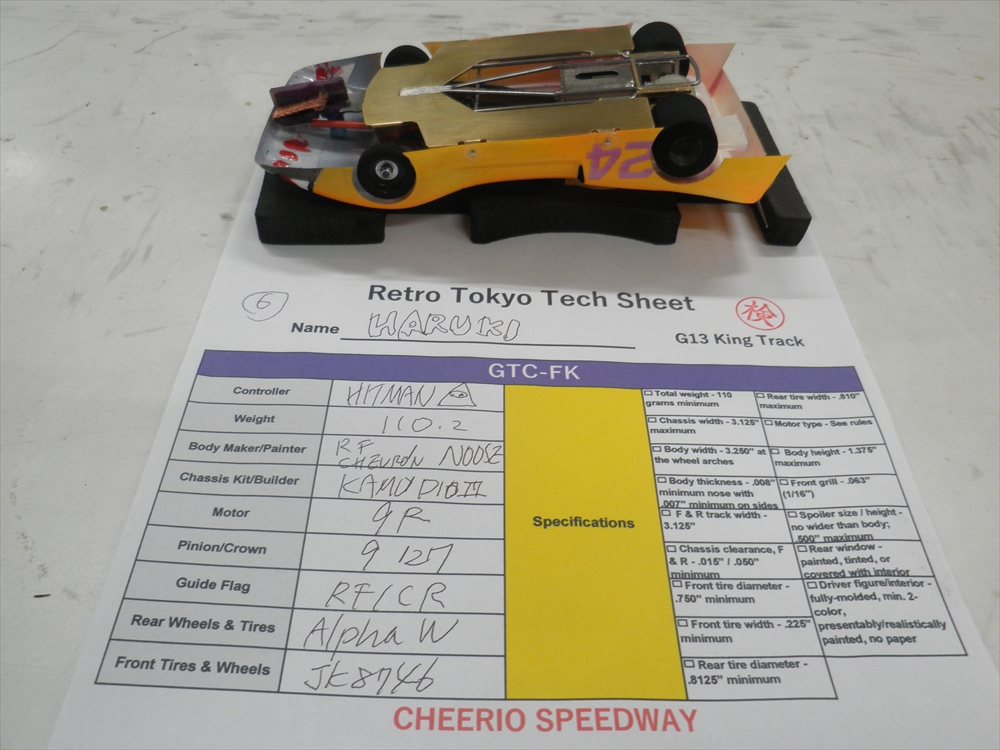 24
6
Retro Tokyo Tech Sheet
Name HARUKI
検
G13 King Track
GTC-FK
Controller HITMAN
Weight 110.2
Body Maker/Painter RF
CHEVRON NOOSE
Chassis Kit/Builder
Motor 9R
Pinion/Crown 9 127
Guide Flag RF/CR
Rear Wheels & Tires Alpha W
Front Tires & Wheels JK8746
Specifications
Total weight - 110
grams minimum
Rear tire width - .810"
maximum
Chassis width - 3.125"
maximum
Motor type - See rules
Body width - 3.250" at
the wheel arches
Body height - 1.375"
maximum
Body thickness - .008"
minimum nose with
.007" minimum on sides
Front grill - .063"
(1/16")
F & R track width -
3.125"
Spoiler size / height -
no wider than body;
.500" maximum
Chassis clearance, F
& R - .015" / .050"
minimum
Rear window -
painted, tinted, or
covered with interior
Front tire diameter -
.750" minimum
Driver figure/interior -
fully-molded, min. 2-
color,
presentably/realistically
painted, no paper
Front tire width - .225"
minimum
Rear tire diameter -
.8125" minimum
CHEERIO SPEEDWAY